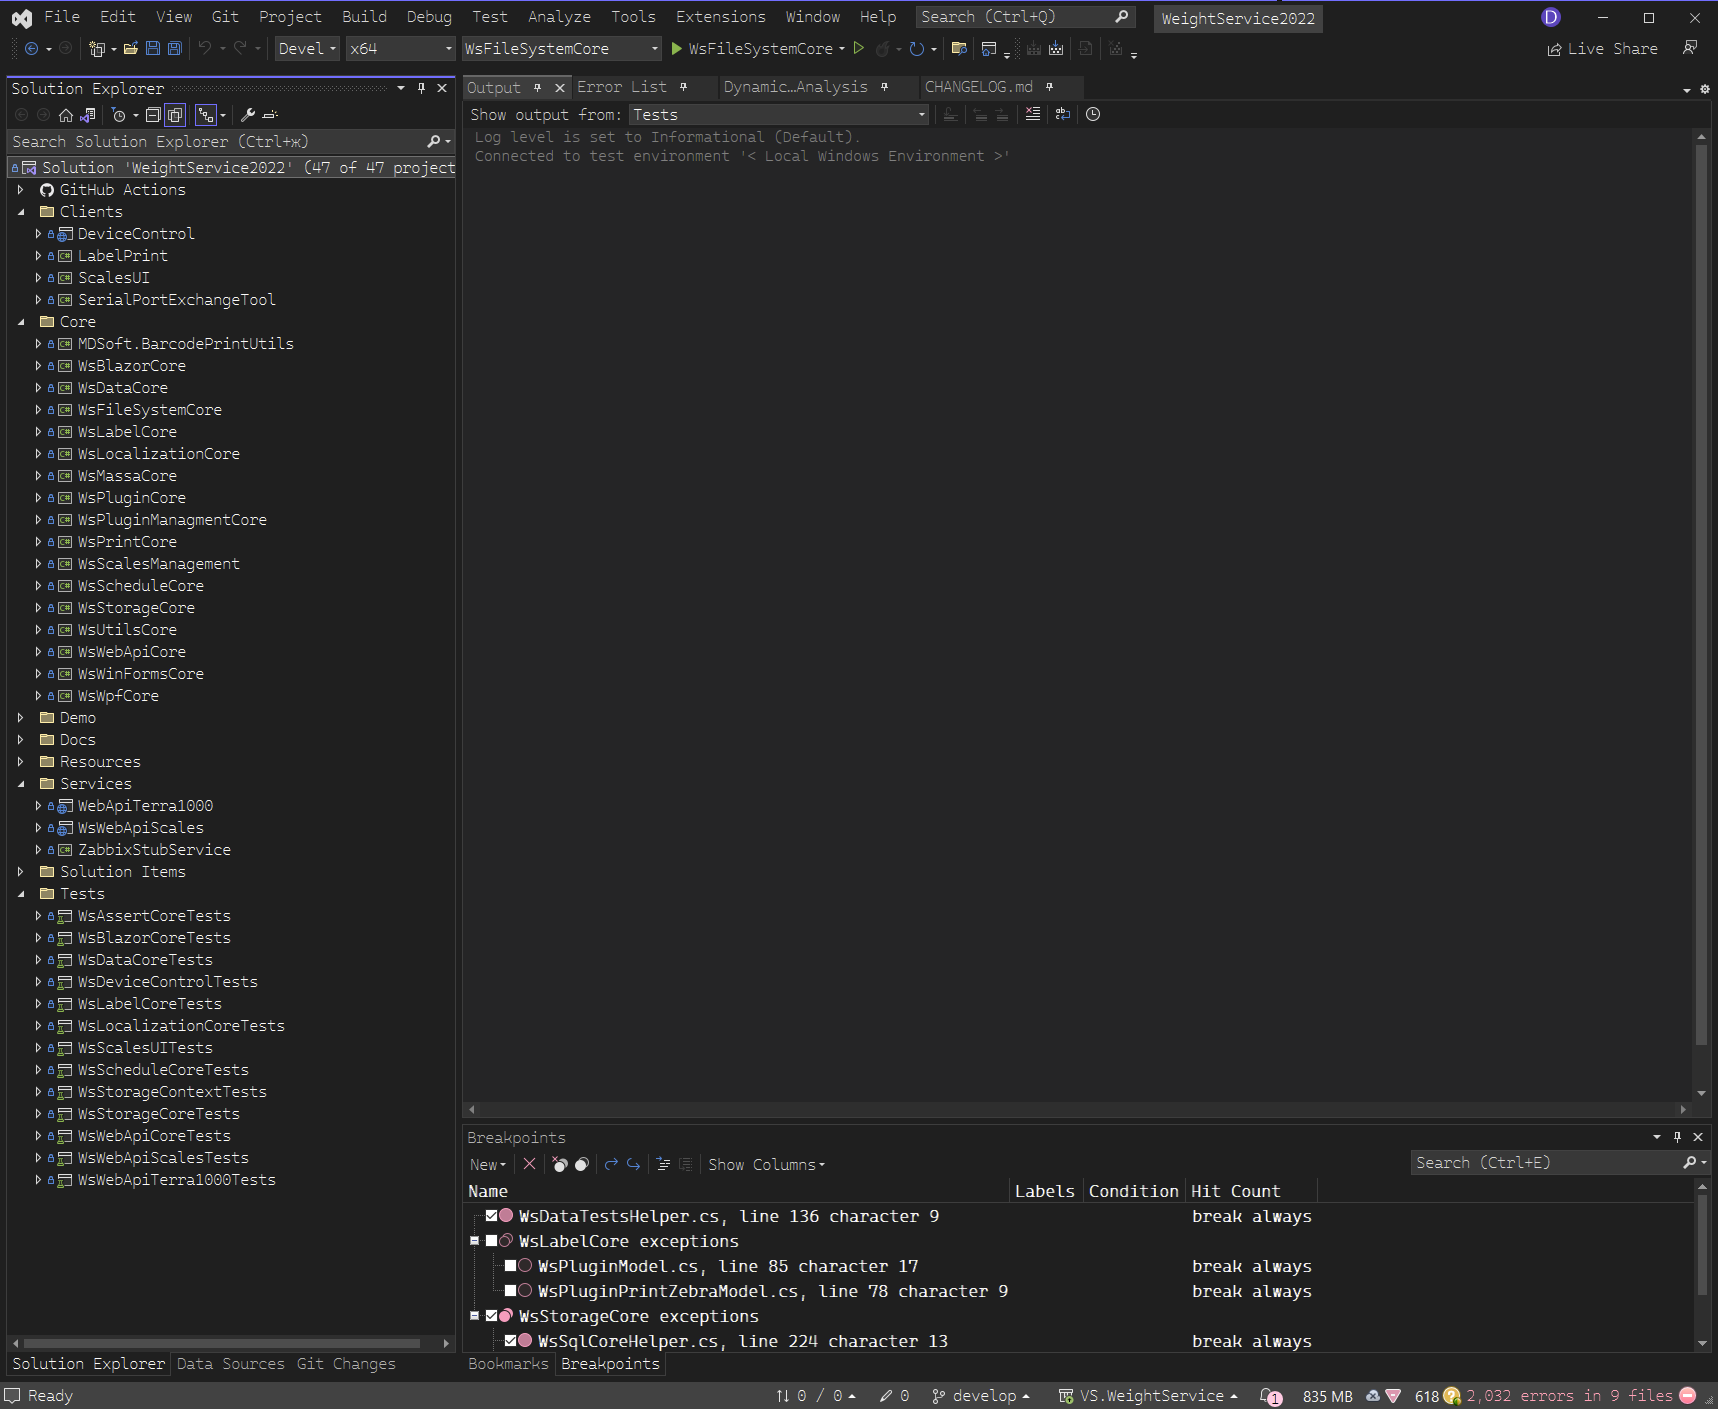 File Edit View Git Project Build Debug Test Analyze Tools Extensions Window Help Search (Ctrl+Q) WeightService2022 D
Devel x64 WsFileSystemCore WsFileSystemCore Live Share
Solution Explorer
Search Solution Explorer (Ctrl+ж)
Solution 'WeightService2022' (47 of 47 project
GitHub Actions
Clients
DeviceControl
LabelPrint
ScalesUI
SerialPortExchangeTool
Core
MDSoft.BarcodePrintUtils
WsBlazorCore
WsDataCore
WsFileSystemCore
WsLabelCore
WsLocalizationCore
WsMassaCore
WsPluginCore
WsPluginManagmentCore
WsPrintCore
WsScalesManagement
WsScheduleCore
WsStorageCore
WsUtilsCore
WsWebApiCore
WsWinFormsCore
WsWpfCore
Demo
Docs
Resources
Services
WebApiTerra1000
WsWebApiScales
ZabbixStubService
Solution Items
Tests
WsAssertCoreTests
WsBlazorCoreTests
WsDataCoreTests
WsDeviceControlTests
WsLabelCoreTests
WsLocalizationCoreTests
WsScalesUITests
WsScheduleCoreTests
WsStorageContextTests
WsStorageCoreTests
WsWebApiCoreTests
WsWebApiScalesTests
WsWebApiTerra1000Tests
Solution Explorer Data Sources Git Changes
Output Error List Dynamic…Analysis CHANGELOG.md
Show output from: Tests
Log level is set to Informational (Default).
Connected to test environment '< Local Windows Environment >'
Breakpoints
New Show Columns Search (Ctrl+E)
Name Labels Condition Hit Count
WsDataTestsHelper.cs, line 136 character 9 break always
WsLabelCore exceptions
WsPluginModel.cs, line 85 character 17 break always
WsPluginPrintZebraModel.cs, line 78 character 9 break always
WsStorageCore exceptions
WsSqlCoreHelper.cs, line 224 character 13 break always
Bookmarks Breakpoints
Ready 0 / 0 0 develop VS.WeightService 1 835 MB 618 2,032 errors in 9 files